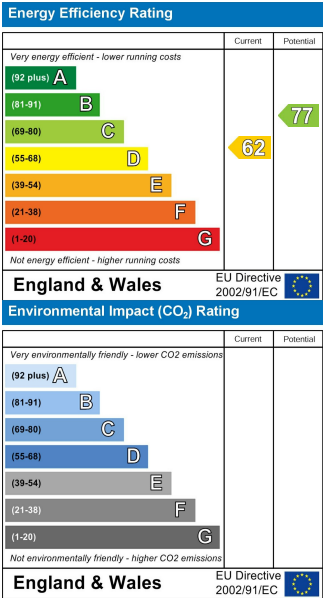 Energy Efficiency Rating
Current Potential
Very energy efficient - lower running costs
(92 plus) A
(81-91) B
(69-80) C
(55-68) D
(39-54) E
(21-38) F
(1-20) G
62
77
Not energy efficient - higher running costs
England & Wales
EU Directive
2002/91/EC
Environmental Impact (CO₂) Rating
Current Potential
Very environmentally friendly - lower CO2 emissions
(92 plus) A
(81-91) B
(69-80) C
(55-68) D
(39-54) E
(21-38) F
(1-20) G
Not environmentally friendly - higher CO2 emissions
England & Wales
EU Directive
2002/91/EC